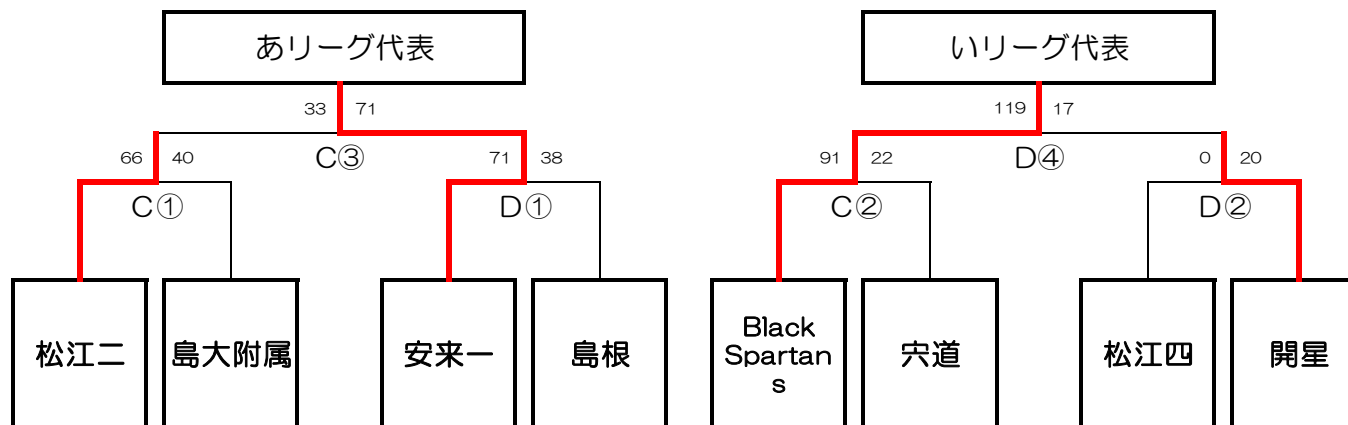 あリーグ代表
いリーグ代表
33 71
119 17
66 40
C③
71 38
91 22
D④
0 20
C①
D①
C②
D②
松江二
島大附属
安来一
島根
Black
Spartan
s
宍道
松江四
開星